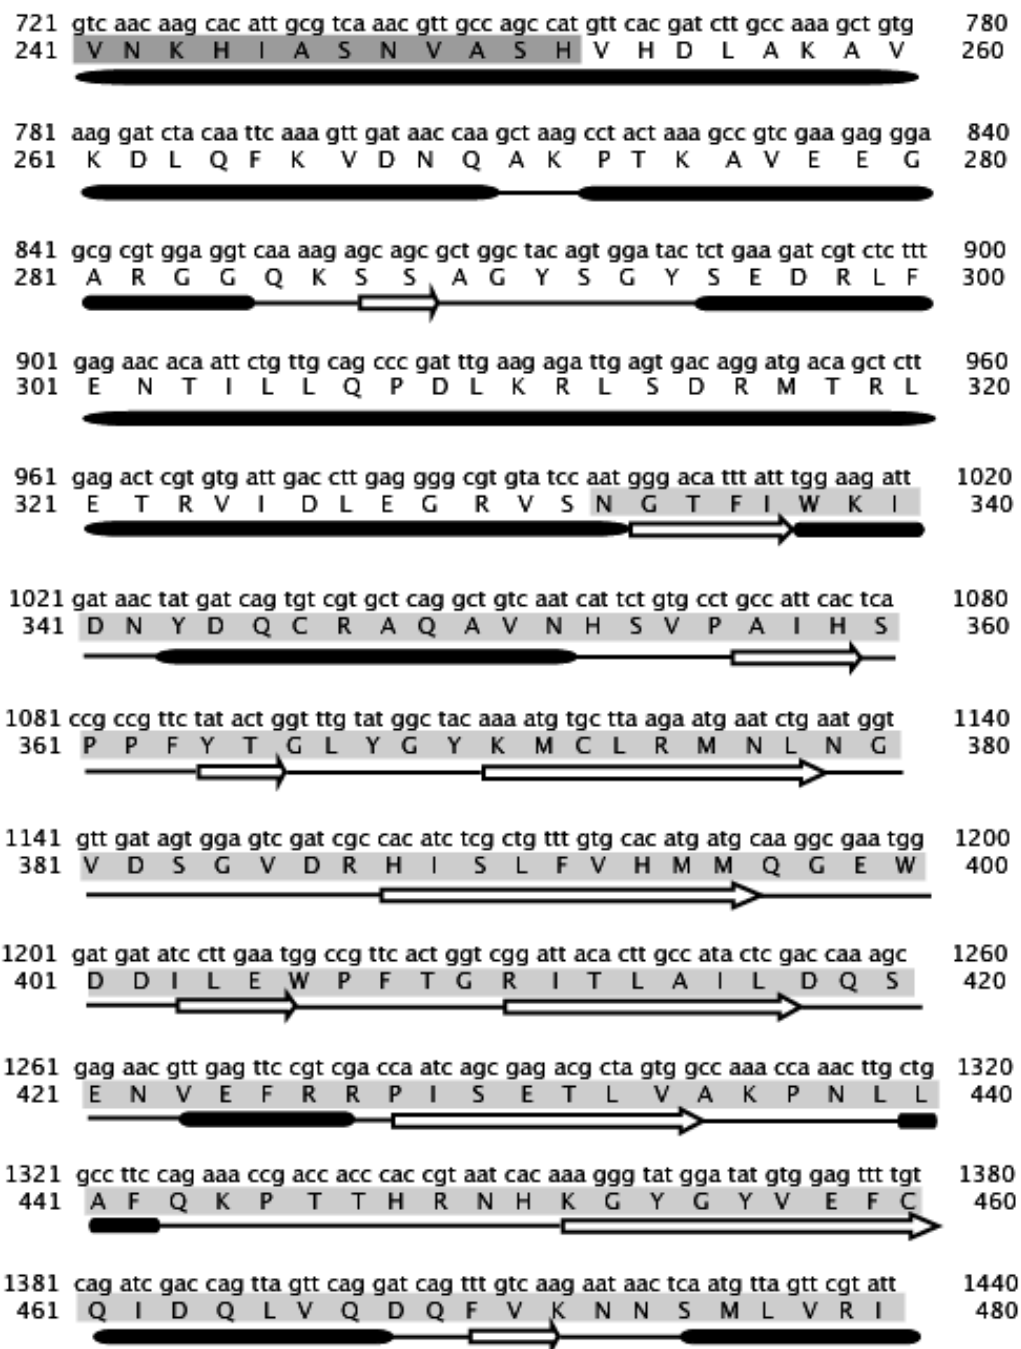 721 gtc aac aag cac att gcg tca aac gtt gcc agc cat gtt cac gat ctt gcc aaa gct gtg 780
241 V N K H I A S N V A S H V H D L A K A V 260
781 aag gat cta caa ttc aaa gtt gat aac caa gct aag cct act aaa gcc gtc gaa gag gga 840
261 K D L Q F K V D N Q A K P T K A V E E G 280
841 gcg cgt gga ggt caa aag agc agc gct ggc tac agt gga tac tct gaa gat cgt ctc ttt 900
281 A R G G Q K S S A G Y S G Y S E D R L F 300
901 gag aac aca att ctg ttg cag ccc gat ttg aag aga ttg agt gac agg atg aca gct ctt 960
301 E N T I L L Q P D L K R L S D R M T R L 320
961 gag act cgt gtg att gac ctt gag ggg cgt gta tcc aat ggg aca ttt att tgg aag att 1020
321 E T R V I D L E G R V S N G T F I W K I 340
1021 gat aac tat gat cag tgt cgt gct cag gct gtc aat cat tct gtg cct gcc att cac tca 1080
341 D N Y D Q C R A Q A V N H S V P A I H S 360
1081 ccg ccg ttc tat act ggt ttg tat ggc tac aaa atg tgc tta aga atg aat ctg aat ggt 1140
361 P P F Y T G L Y G Y K M C L R M N L N G 380
1141 gtt gat agt gga gtc gat cgc cac atc tcg ctg ttt gtg cac atg atg caa ggc gaa tgg 1200
381 V D S G V D R H I S L F V H M M Q G E W 400
1201 gat gat atc ctt gaa tgg ccg ttc act ggt cgg att aca ctt gcc ata ctc gac caa agc 1260
401 D D I L E W P F T G R I T L A I L D Q S 420
1261 gag aac gtt gag ttc cgt cga cca atc agc gag acg cta gtg gcc aaa cca aac ttg ctg 1320
421 E N V E F R R P I S E T L V A K P N L L 440
1321 gcc ttc cag aaa ccg acc acc cac cgt aat cac aaa ggg tat gga tat gtg gag ttt tgt 1380
441 A F Q K P T T H R N H K G Y G Y V E F C 460
1381 cag atc gac cag tta gtt cag gat cag ttt gtc aag aat aac tca atg tta gtt cgt att 1440
461 Q I D Q L V Q D Q F V K N N S M L V R I 480